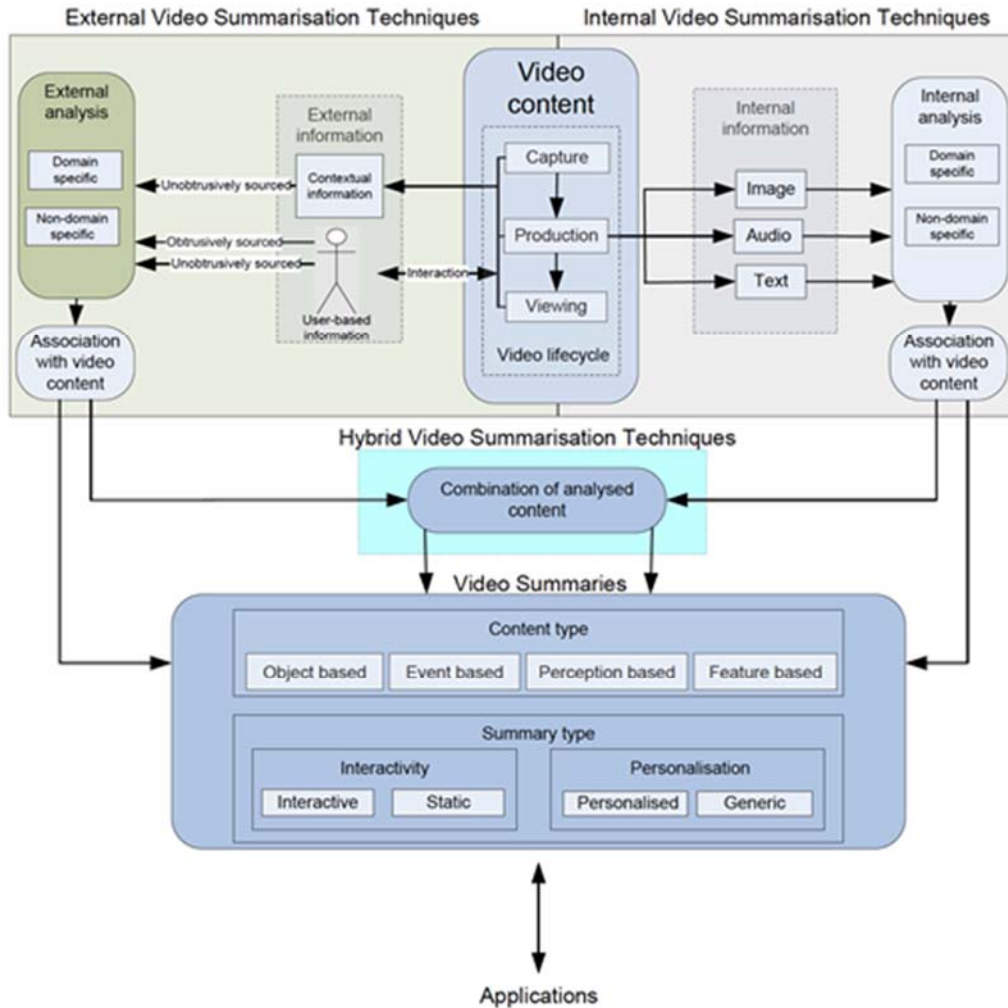 External Video Summarisation Techniques
Internal Video Summarisation Techniques
External
analysis
Domain
specific
Non-domain
specific
Association
with video
content
Unobtrusively sourced
Obtrusively sourced
Unobtrusively sourced
External
information
Contextual
information
User-based
information
Interaction
Video
content
Capture
Production
Viewing
Video lifecycle
Internal
information
Image
Audio
Text
Internal
analysis
Domain
specific
Non-domain
specific
Association
with video
content
Hybrid Video Summarisation Techniques
Combination of analysed
content
Video Summaries
Content type
Object based
Event based
Perception based
Feature based
Summary type
Interactivity
Interactive
Static
Personalisation
Personalised
Generic
Applications